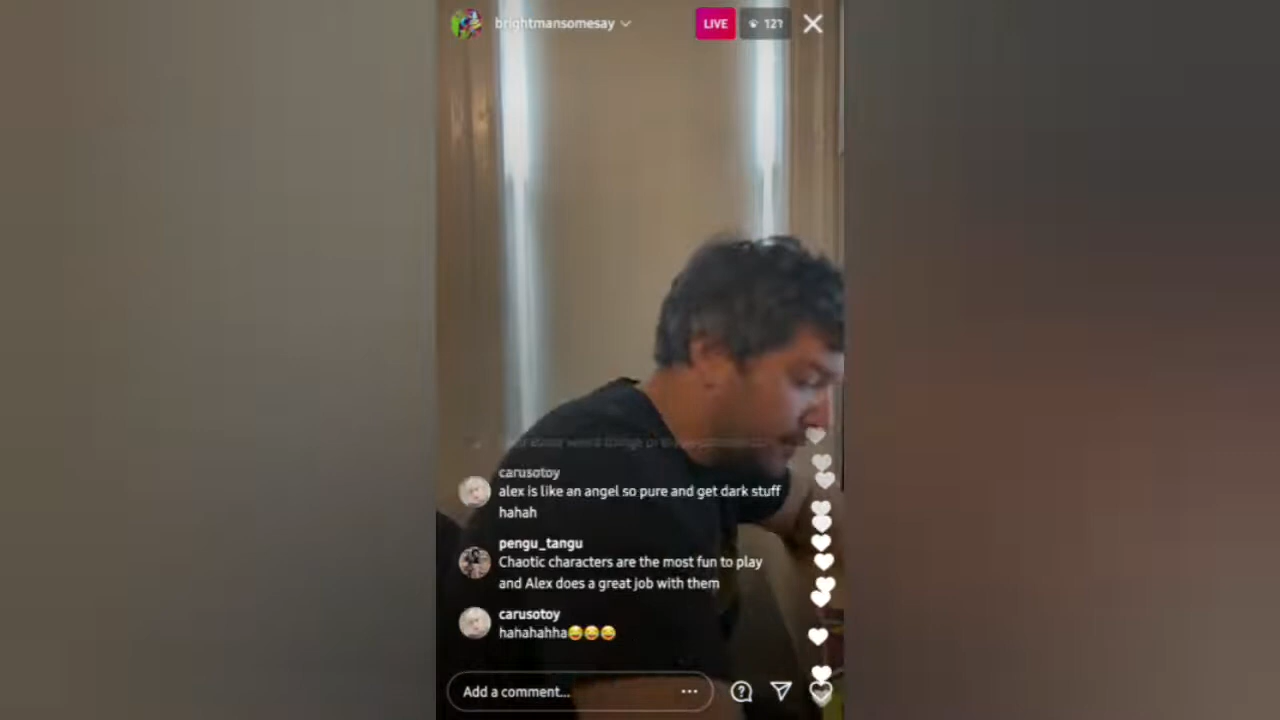 brightmansomesay
LIVE
127
carusotoy
alex is like an angel so pure and get dark stuff
hahah
pengu_tangu
Chaotic characters are the most fun to play
and Alex does a great job with them
carusotoy
hahahahha😂😂😂
Add a comment...